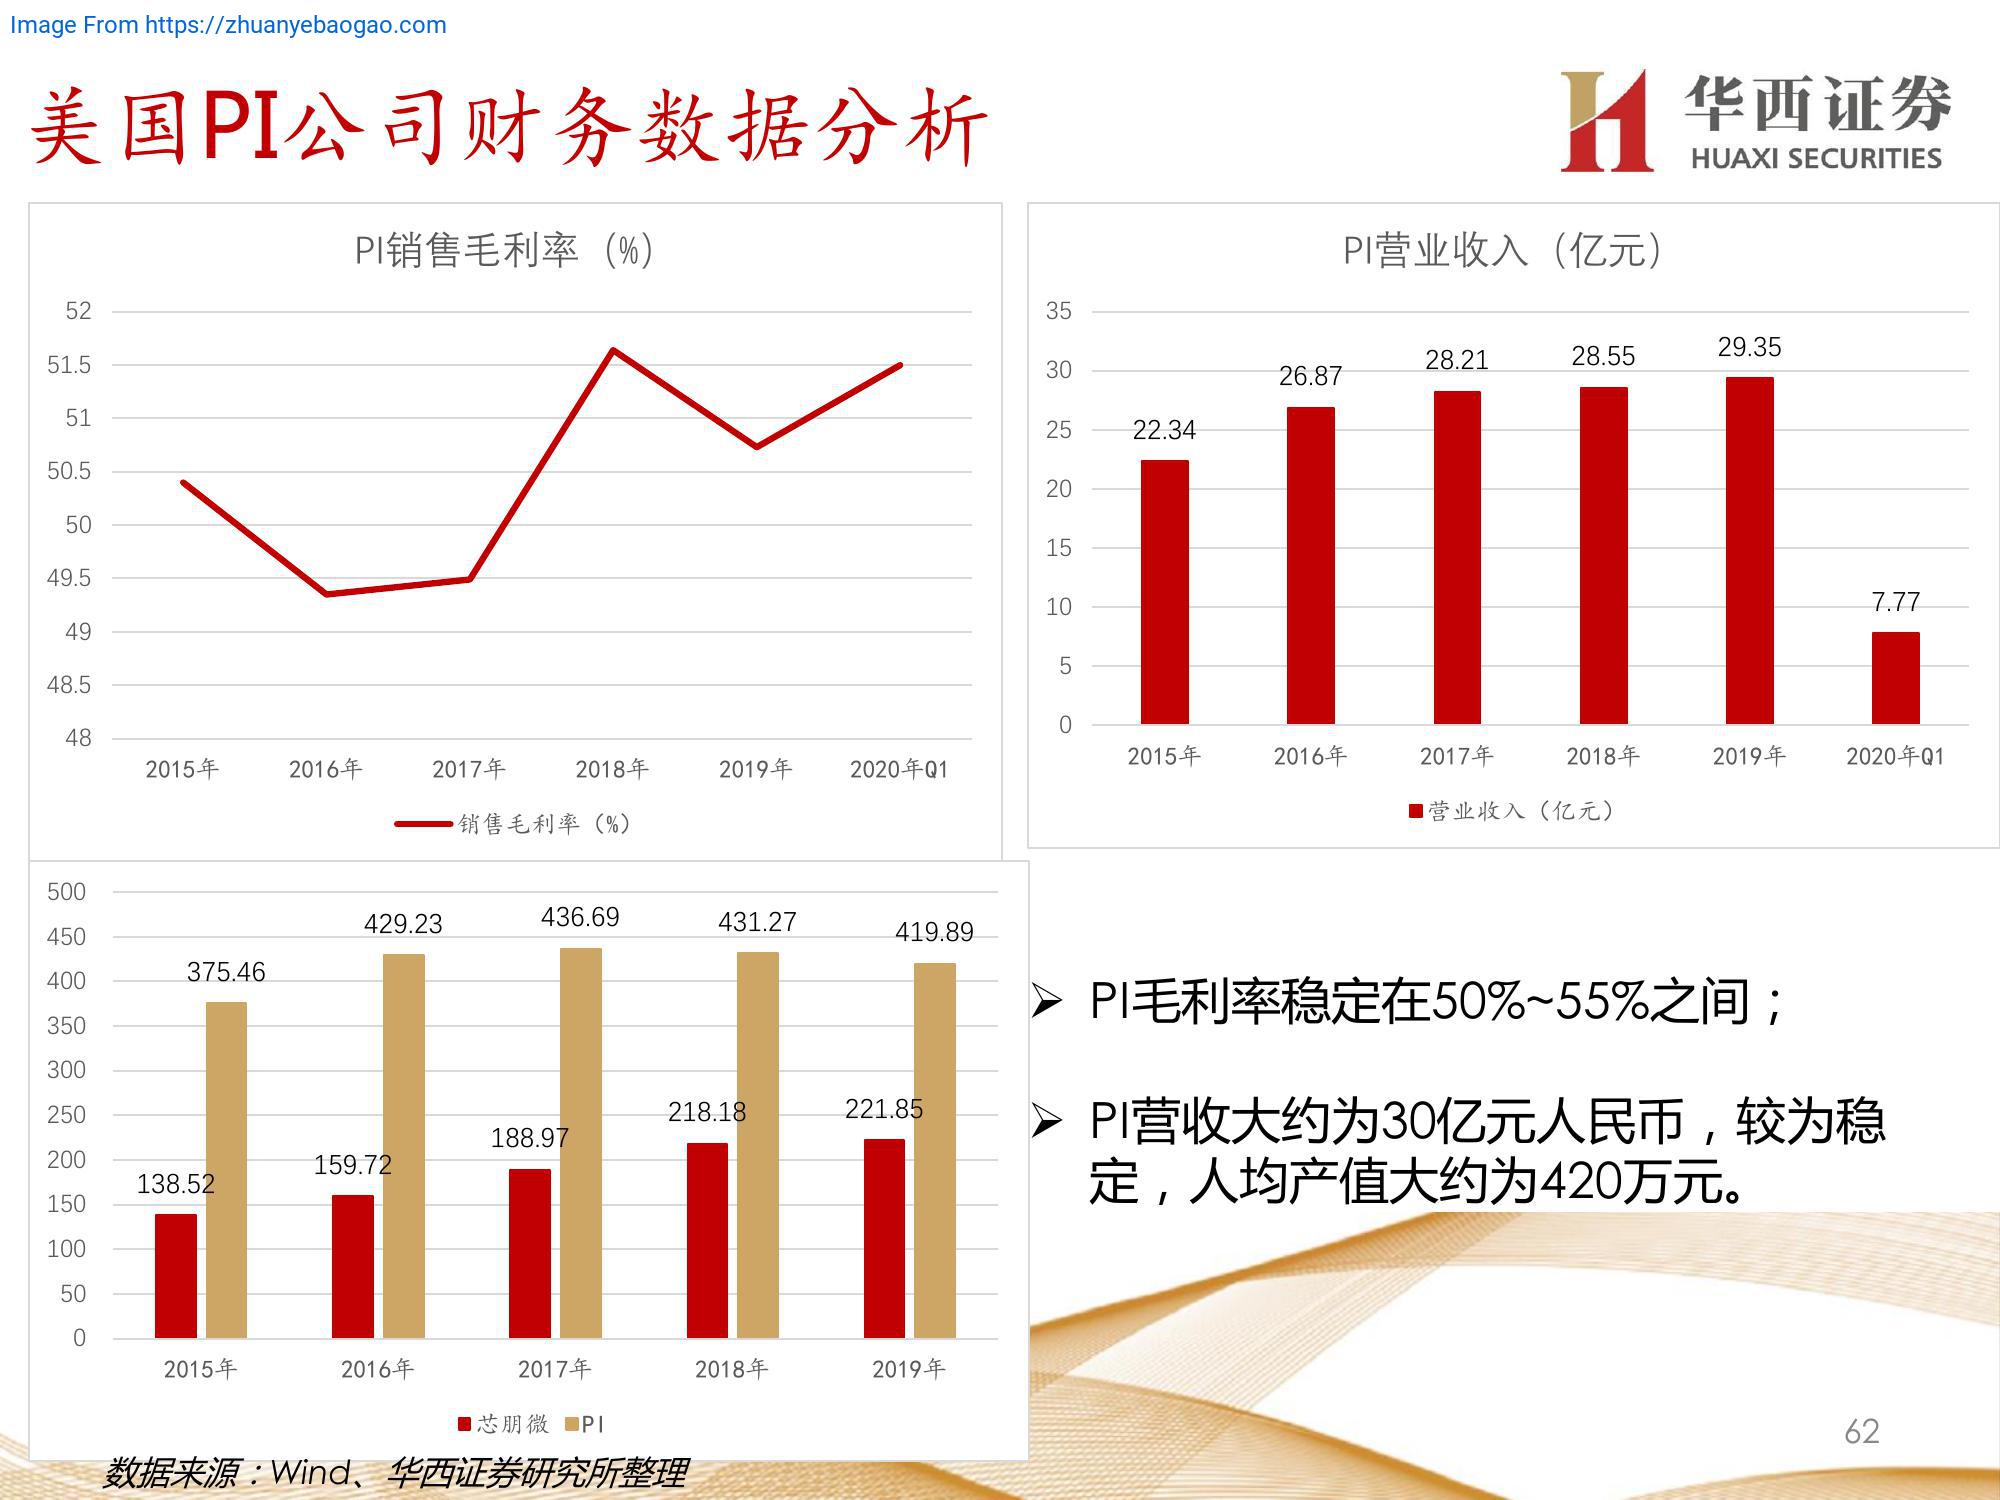 Image From https://zhuanyebaogao.com
美国PI公司财务数据分析
华西证券
HUAXI SECURITIES
PI销售毛利率（%）
52
51.5
51
50.5
50
49.5
49
48.5
48
2015年 2016年 2017年 2018年 2019年 2020年Q1
销售毛利率（%）
PI营业收入（亿元）
35
30
25
20
15
10
5
0
22.34 26.87 28.21 28.55 29.35 7.77
2015年 2016年 2017年 2018年 2019年 2020年Q1
营业收入（亿元）
500
450
400
350
300
250
200
150
100
50
0
375.46 429.23 436.69 431.27 419.89
138.52 159.72 188.97 218.18 221.85
2015年 2016年 2017年 2018年 2019年
芯朋微 PI
➢ PI毛利率稳定在50%~55%之间；
➢ PI营收大约为30亿元人民币，较为稳
定，人均产值大约为420万元。
62
数据来源：Wind、华西证券研究所整理